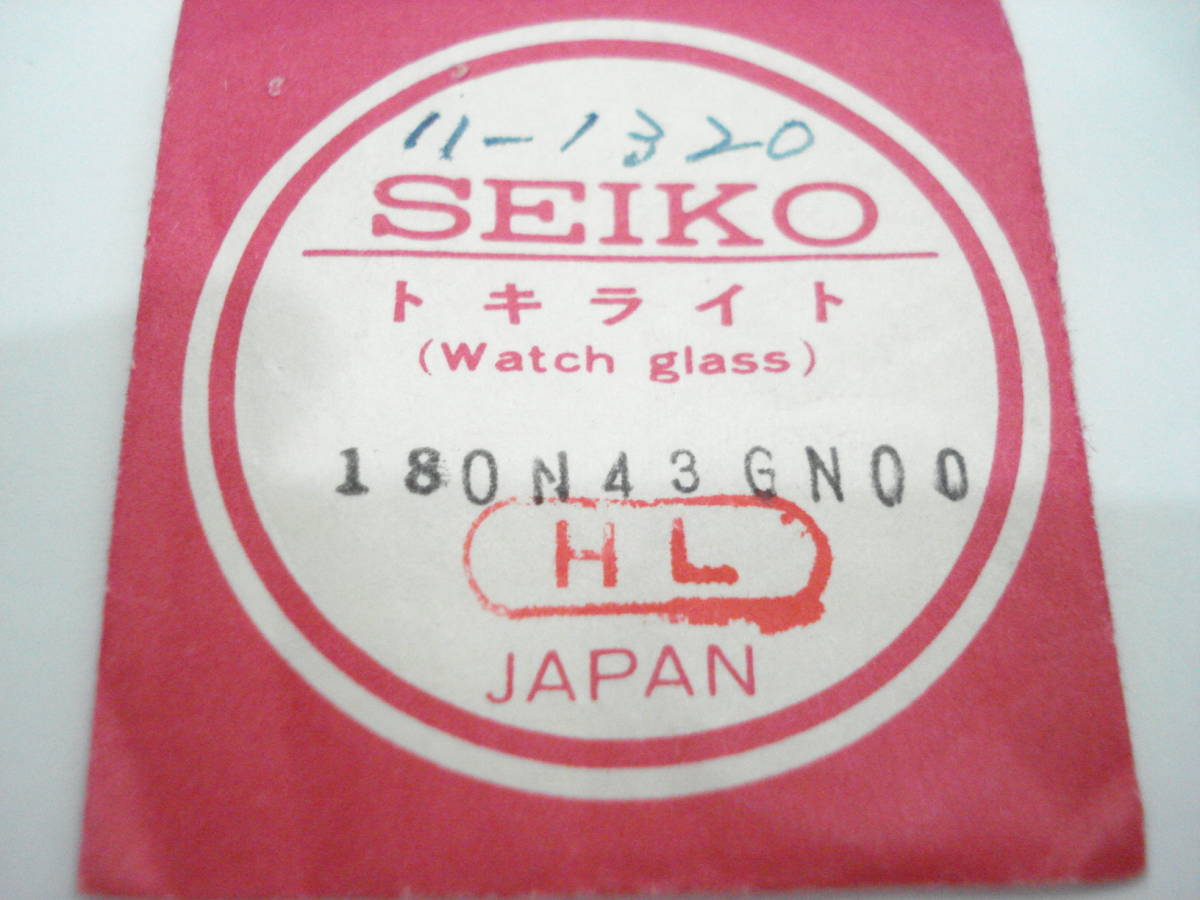 11-1320
SEIKO
トキライト
(Watch glass)
180N43GN00
HL
JAPAN